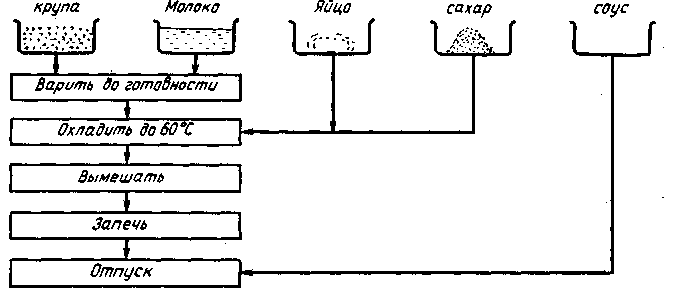 крупа
Молоко
Яйцо
сахар
соус
Варить до готовности
Охладить до 60°С
Вымешать
Запечь
Отпуск